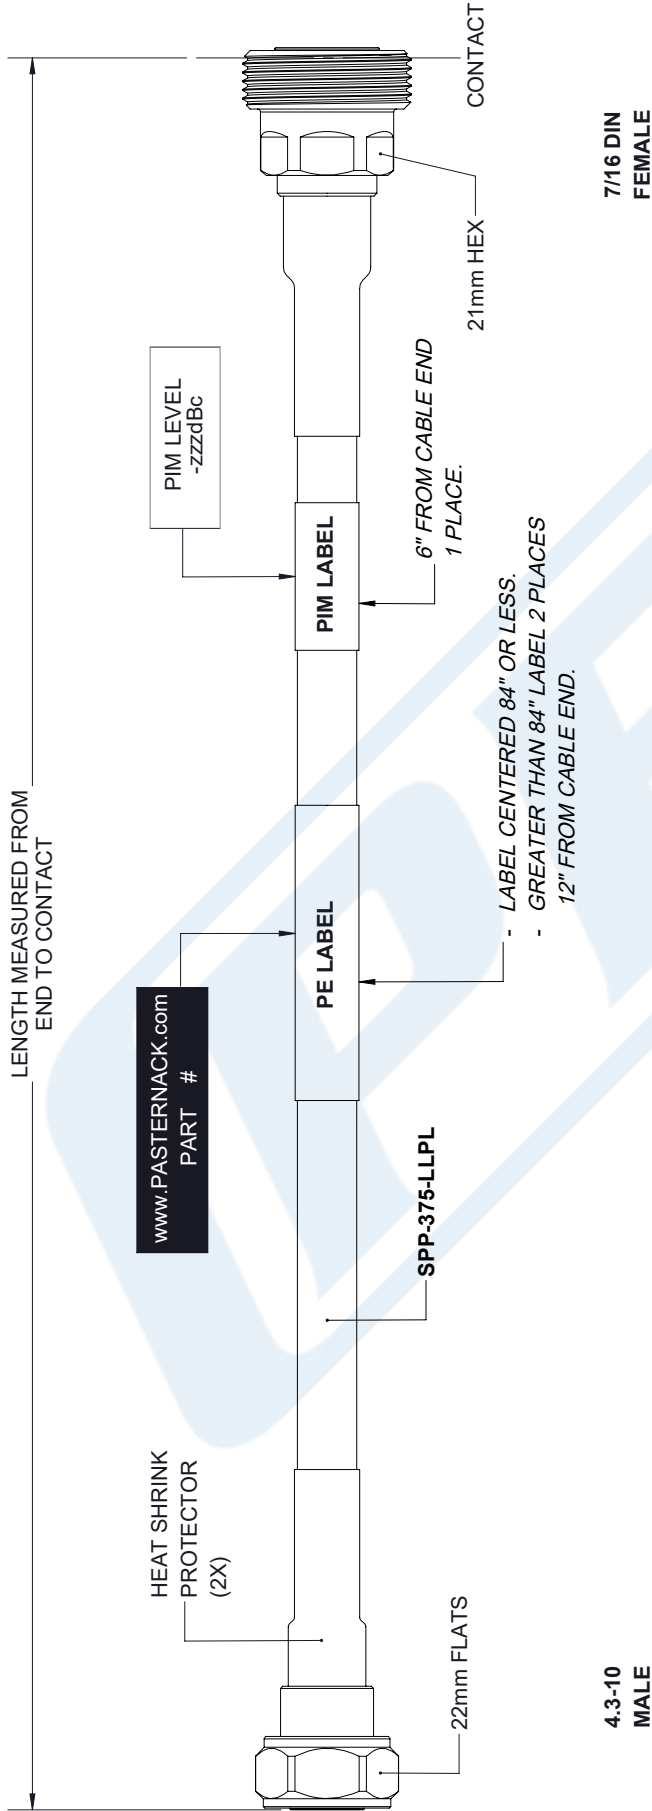 LENGTH MEASURED FROM
END TO CONTACT
www.PASTERNACK.com
PART #
PIM LEVEL
-zzzdBc
HEAT SHRINK
PROTECTOR
(2X)
PE LABEL
PIM LABEL
22mm FLATS
SPP-375-LLPL
- LABEL CENTERED 84" OR LESS.
- GREATER THAN 84" LABEL 2 PLACES
12" FROM CABLE END.
6" FROM CABLE END
1 PLACE.
21mm HEX
CONTACT
4.3-10
MALE
7/16 DIN
FEMALE